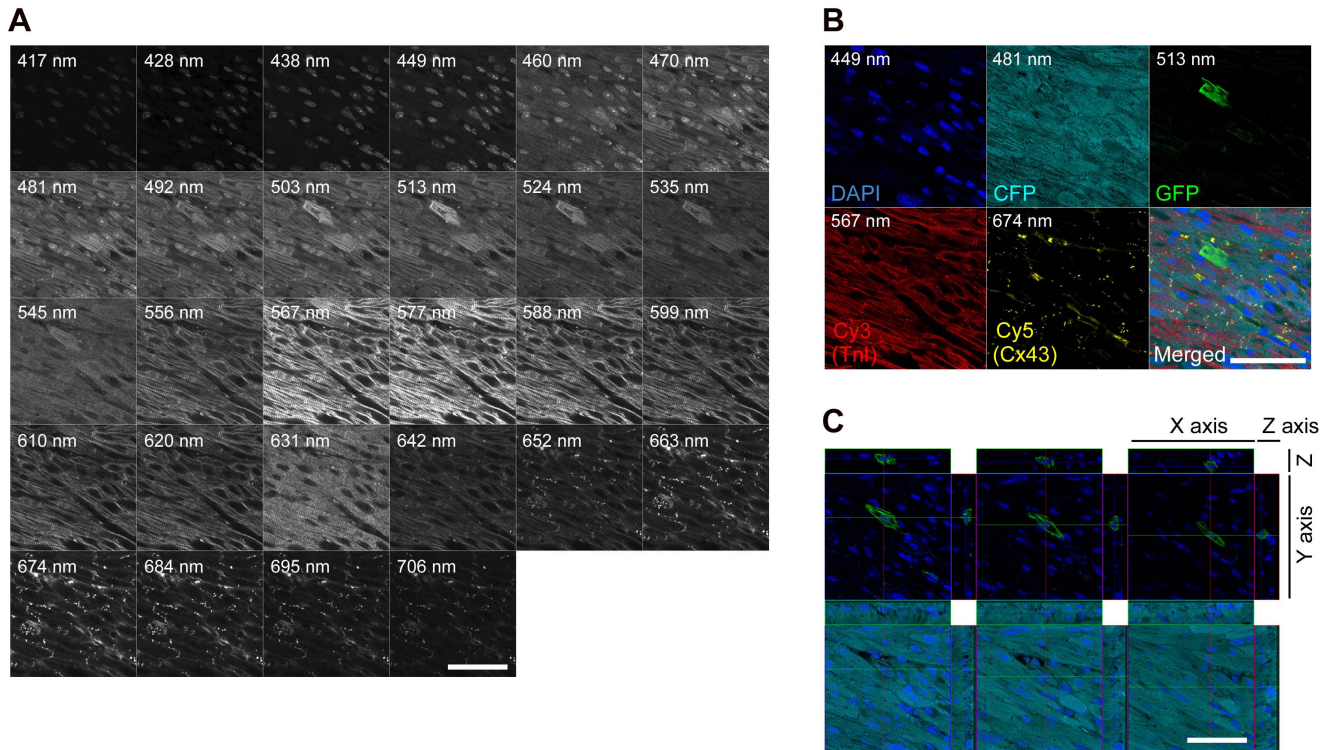 A
417 nm 428 nm 438 nm 449 nm 460 nm 470 nm
481 nm 492 nm 503 nm 513 nm 524 nm 535 nm
545 nm 556 nm 567 nm 577 nm 588 nm 599 nm
610 nm 620 nm 631 nm 642 nm 652 nm 663 nm
674 nm 684 nm 695 nm 706 nm
B
449 nm 481 nm 513 nm
DAPI CFP GFP
567 nm 674 nm
Cy3 Cy5
(TnI) (Cx43) Merged
C
X axis Z axis
Z
Y axis